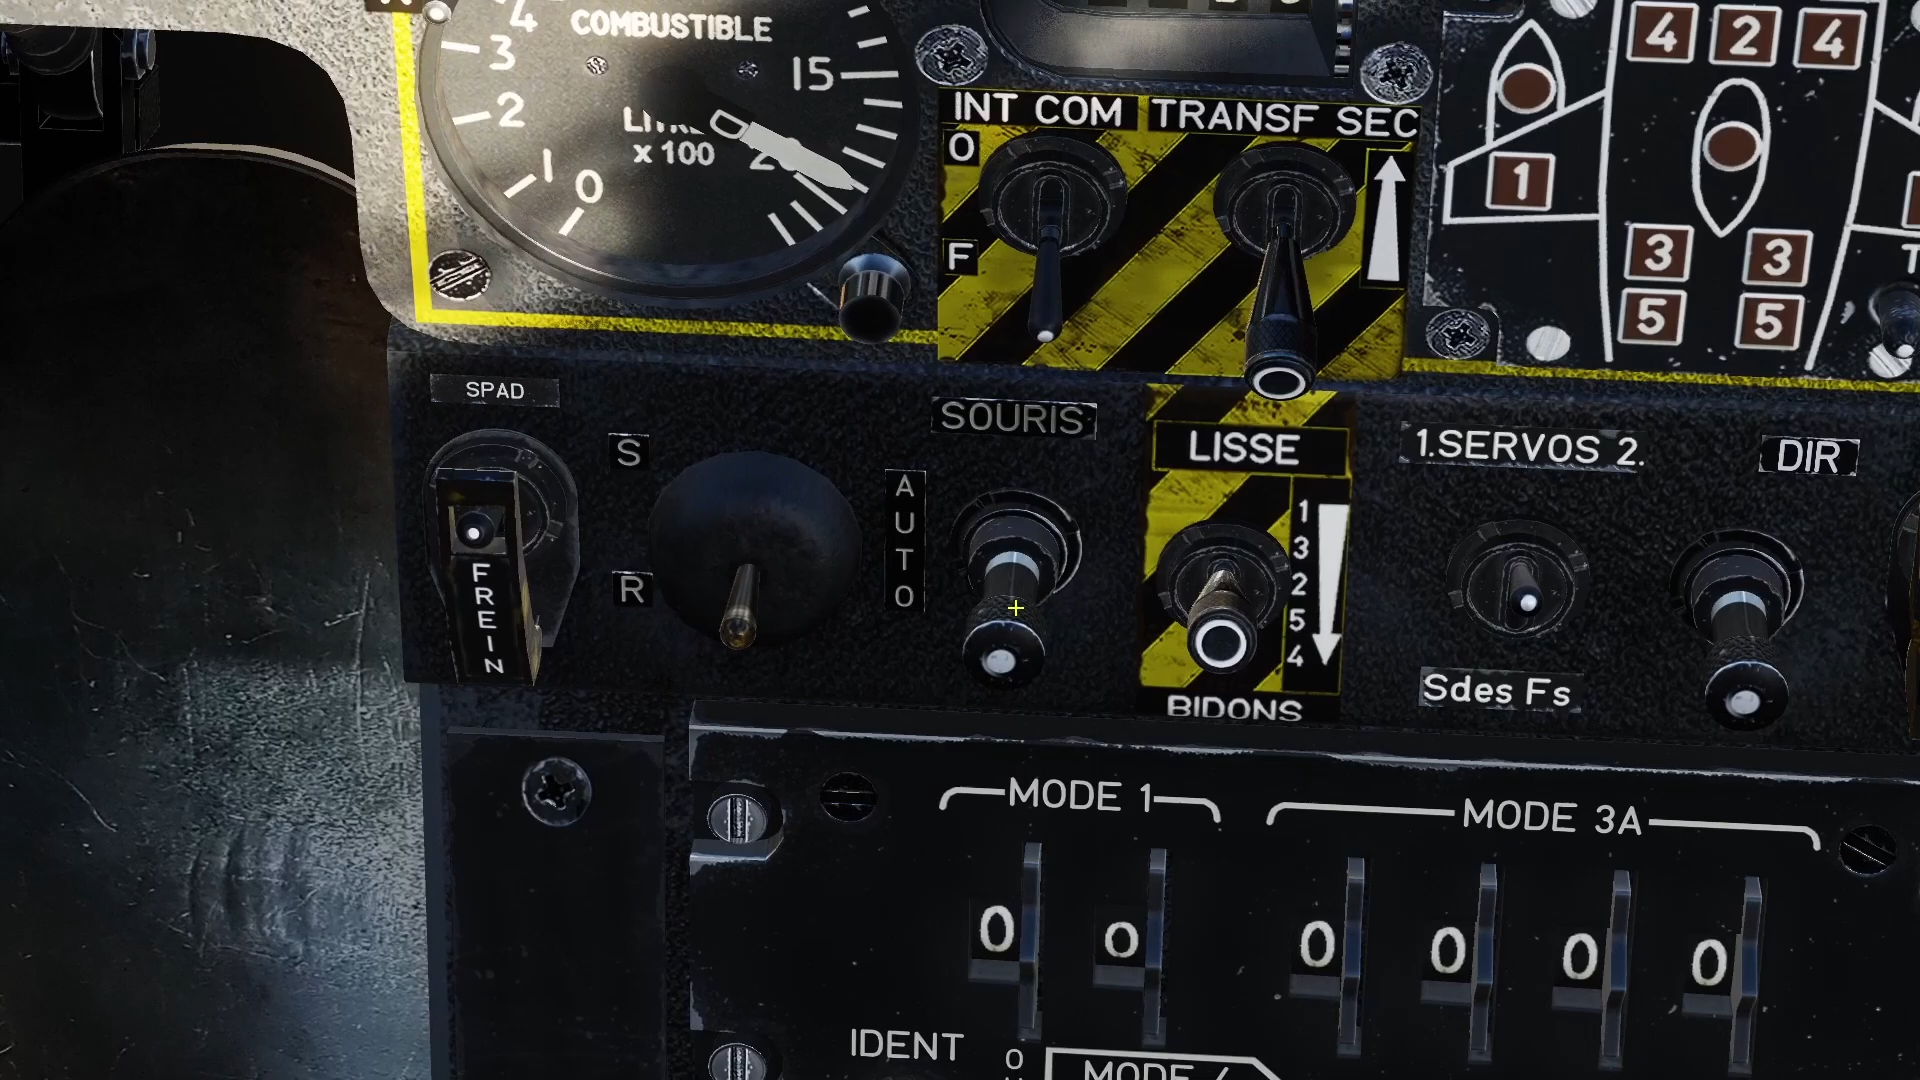 4
COMBUSTIBLE
3
15
2
LITRE
x 100
1
0
INT COM
TRANSF SEC
O
F
4
2
4
1
3
3
5
5
SPAD
S
R
FREIN
AUTO
SOURIS
LISSE
1
3
2
5
4
BIDONS
1.SERVOS 2.
Sdes Fs
DIR
MODE 1
MODE 3A
0
0
0
0
0
0
IDENT
O